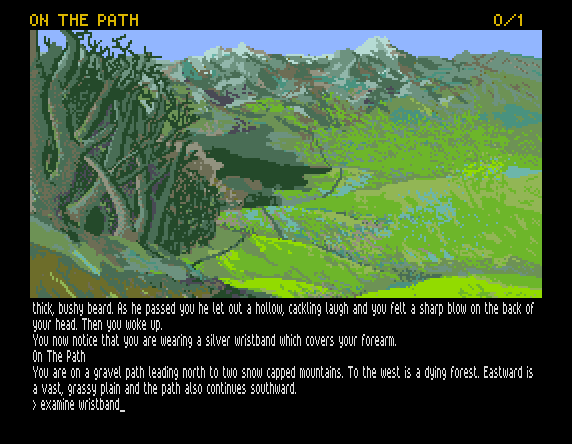 ON THE PATH
0/1
thick, bushy beard. As he passed you he let out a hollow, cackling laugh and you felt a sharp blow on the back of
your head. Then you woke up.
You now notice that you are wearing a silver wristband which covers your forearm.
On The Path
You are on a gravel path leading north to two snow capped mountains. To the west is a dying forest. Eastward is
a vast, grassy plain and the path also continues southward.
> examine wristband_